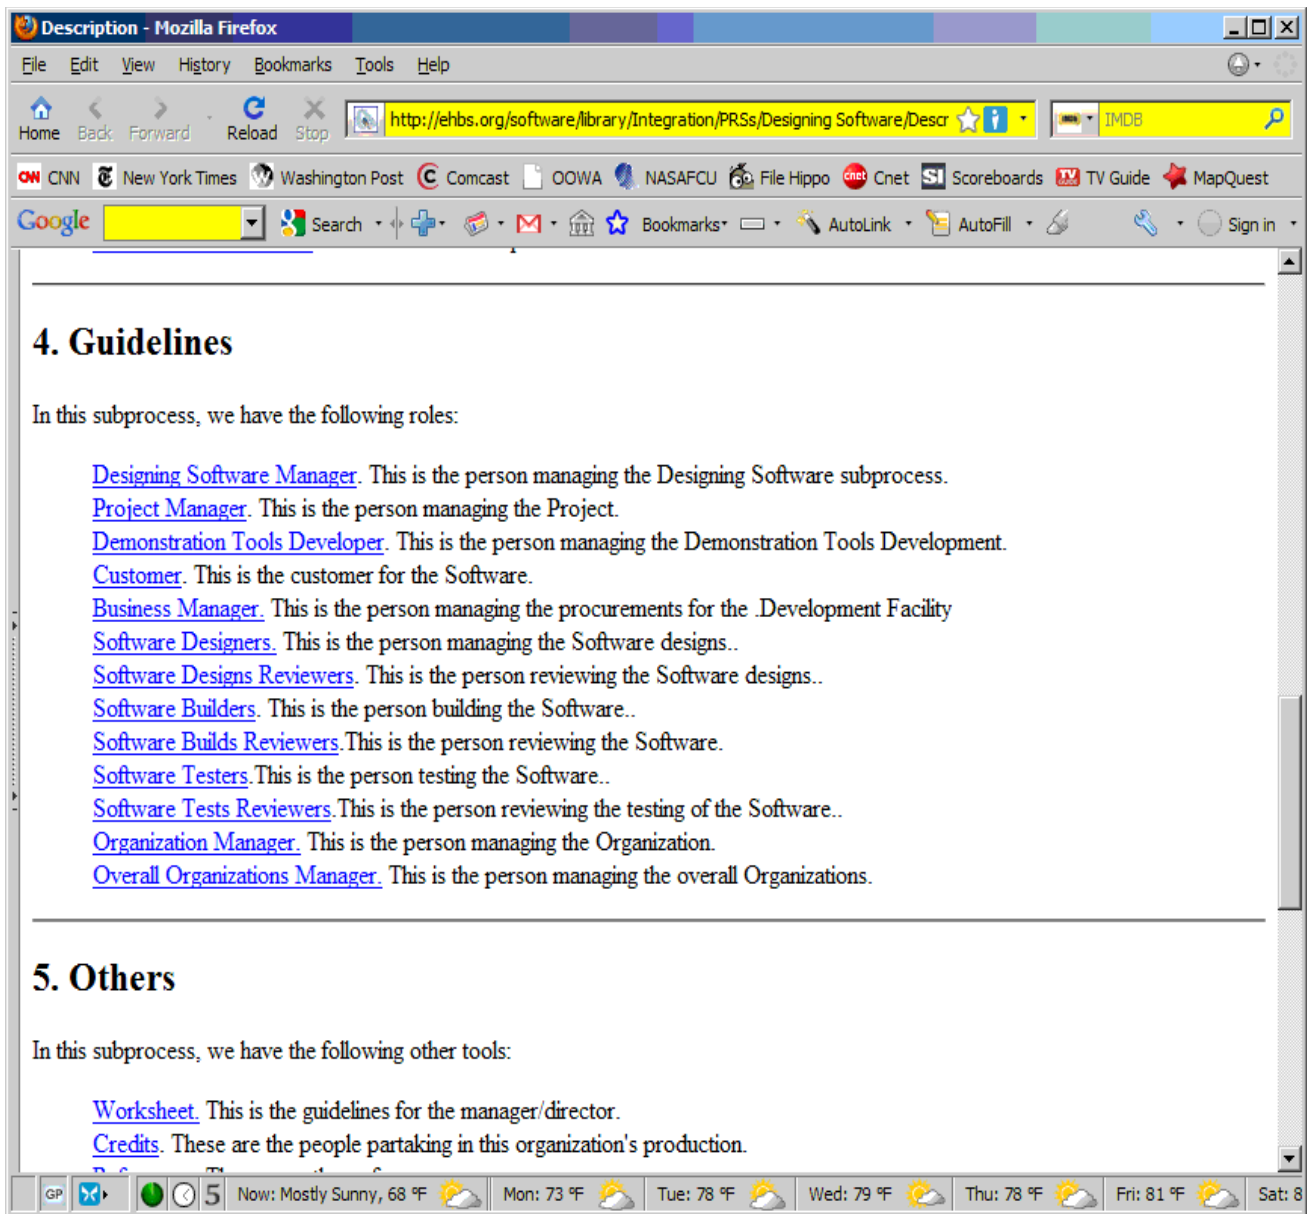 Description - Mozilla Firefox
File Edit View History Bookmarks Tools Help
Home Back Forward Reload Stop http://ehbs.org/software/library/Integration/PRSs/Designing Software/Descr IMDB
CNN New York Times Washington Post Comcast OOWA NASAFCU File Hippo Cnet Scoreboards TV Guide MapQuest
Google Search Bookmarks AutoLink AutoFill Sign in
4. Guidelines
In this subprocess, we have the following roles:
Designing Software Manager. This is the person managing the Designing Software subprocess.
Project Manager. This is the person managing the Project.
Demonstration Tools Developer. This is the person managing the Demonstration Tools Development.
Customer. This is the customer for the Software.
Business Manager. This is the person managing the procurements for the .Development Facility
Software Designers. This is the person managing the Software designs..
Software Designs Reviewers. This is the person reviewing the Software designs..
Software Builders. This is the person building the Software..
Software Builds Reviewers.This is the person reviewing the Software.
Software Testers.This is the person testing the Software..
Software Tests Reviewers.This is the person reviewing the testing of the Software..
Organization Manager. This is the person managing the Organization.
Overall Organizations Manager. This is the person managing the overall Organizations.
5. Others
In this subprocess, we have the following other tools:
Worksheet. This is the guidelines for the manager/director.
Credits. These are the people partaking in this organization's production.
GP 5 Now: Mostly Sunny, 68 °F Mon: 73 °F Tue: 78 °F Wed: 79 °F Thu: 78 °F Fri: 81 °F Sat: 8